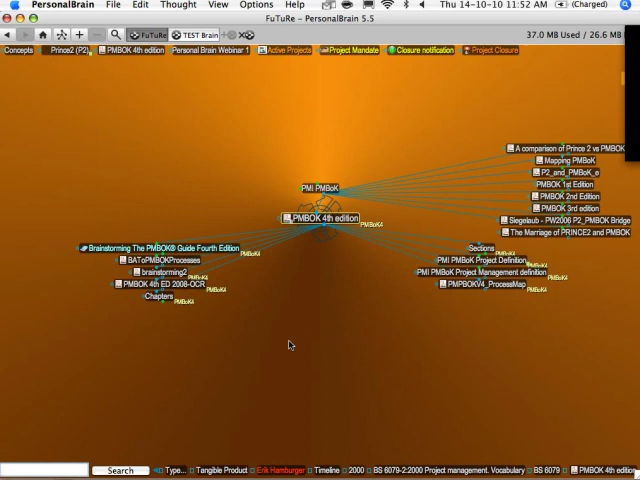 PersonalBrain File Edit Thought View Options Help Thu 14-10-10 11:52 AM (Charged)
FuTuRe – PersonalBrain 5.5
FuTuRe TEST Brain 37.0 MB Used / 26.6 MB
Concepts Prince2 (P2) PMBOK 4th edition Personal Brain Webinar 1 Active Projects Project Mandate Closure notification Project Closure
A comparison of Prince 2 vs PMBOK
Mapping PMBoK
P2_and_PMBoK_e
PMBOK 1st Edition
PMBOK 2nd Edition
PMBOK 3rd edition
Siegelaub - PW2006 P2_PMBOK Bridge
The Marriage of PRINCE2 and PMBOK
PMI PMBoK
PMBOK 4th edition
PMBoK4
Brainstorming The PMBOK® Guide Fourth Edition
PMBoK4
BAToPMBOKProcesses
brainstorming2
PMBoK4
PMBOK 4th ED 2008-OCR
PMBoK4
Chapters
PMBoK4
Sections
PMBoK4
PMI PMBoK Project Definition
PMI PMBoK Project Management definition
PMBoK4
PMPBOKV4_ProcessMap
PMBoK4
Search Type... Tangible Product Erik Hamburger Timeline 2000 BS 6079-2:2000 Project management. Vocabulary BS 6079 PMBOK 4th edition